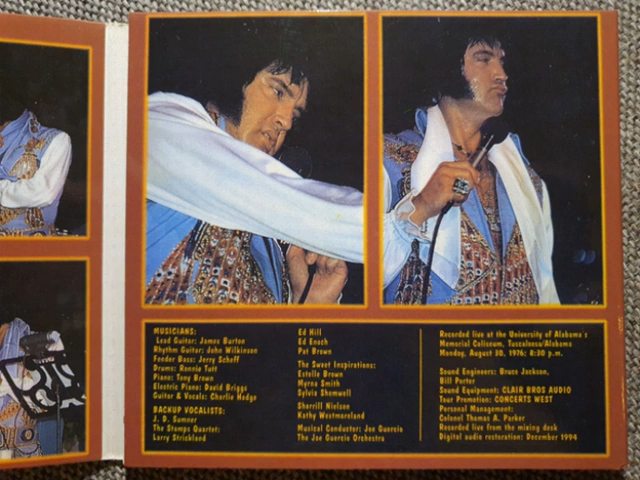 MUSICIANS:
Lead Guitar: James Burton
Rhythm Guitar: John Wilkinson
Fender Bass: Jerry Scheff
Drums: Ronnie Tutt
Piano: Tony Brown
Electric Piano: David Briggs
Guitar & Vocals: Charlie Hodge
BACKUP VOCALISTS:
J. D. Sumner
The Stamps Quartet:
Larry Strickland
Ed Hill
Ed Enoch
Pat Brown
The Sweet Inspirations:
Estelle Brown
Myrna Smith
Sylvia Shemwell
Sherrill Nielsen
Kathy Westmoreland
Musical Conductor: Joe Guercio
The Joe Guercio Orchestra
Recorded live at the University of Alabama's
Memorial Coliseum, Tuscaloosa/Alabama
Monday, August 30, 1976; 8:30 p.m.
Sound Engineers: Bruce Jackson,
Bill Porter
Sound Equipment: CLAIR BROS AUDIO
Tour Promotion: CONCERTS WEST
Personal Management:
Colonel Thomas A. Parker
Recorded live from the mixing desk
Digital audio restoration: December 1994